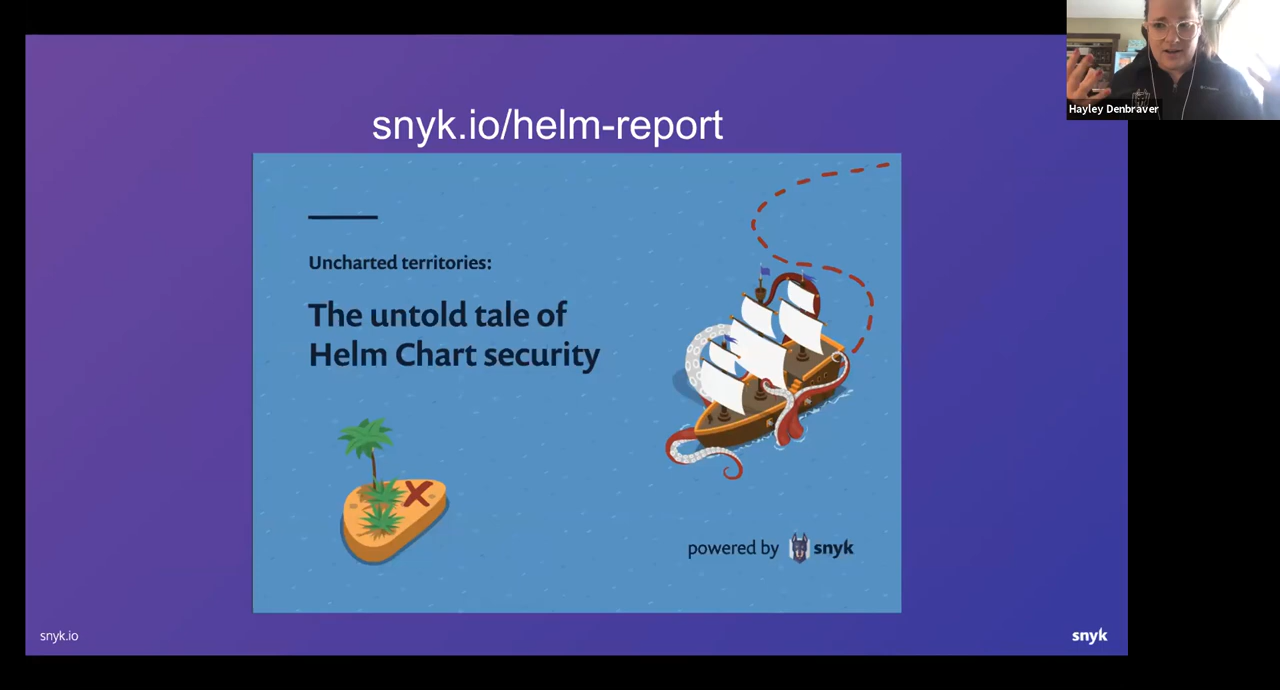 snyk.io/helm-report
Hayley Denbraver
Uncharted territories:
The untold tale of
Helm Chart security
powered by snyk
snyk.io
snyk